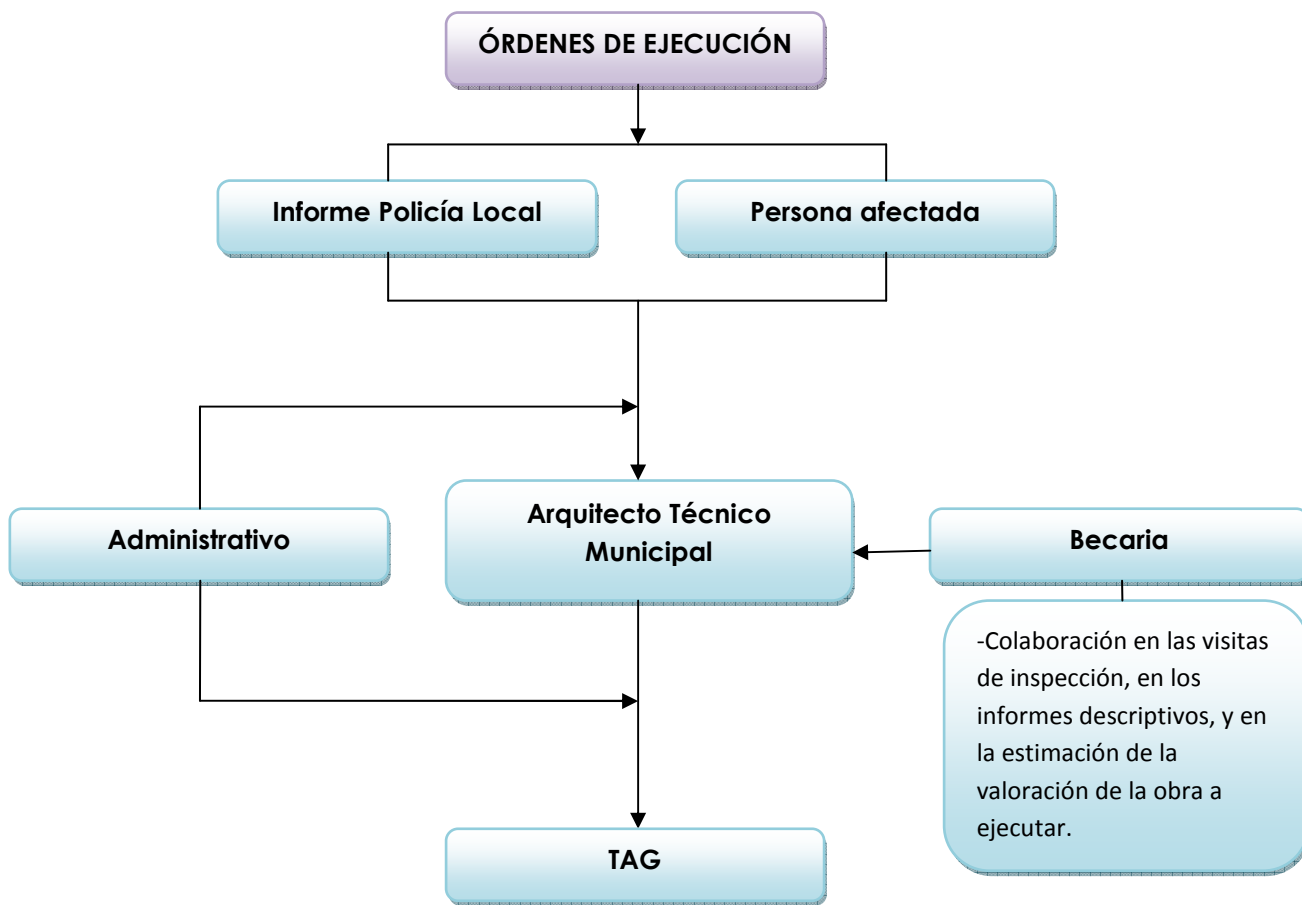 ÓRDENES DE EJECUCIÓN
Informe Policía Local
Persona afectada
Administrativo
Arquitecto Técnico
Municipal
Becaria
-Colaboración en las visitas
de inspección, en los
informes descriptivos, y en
la estimación de la
valoración de la obra a
ejecutar.
TAG